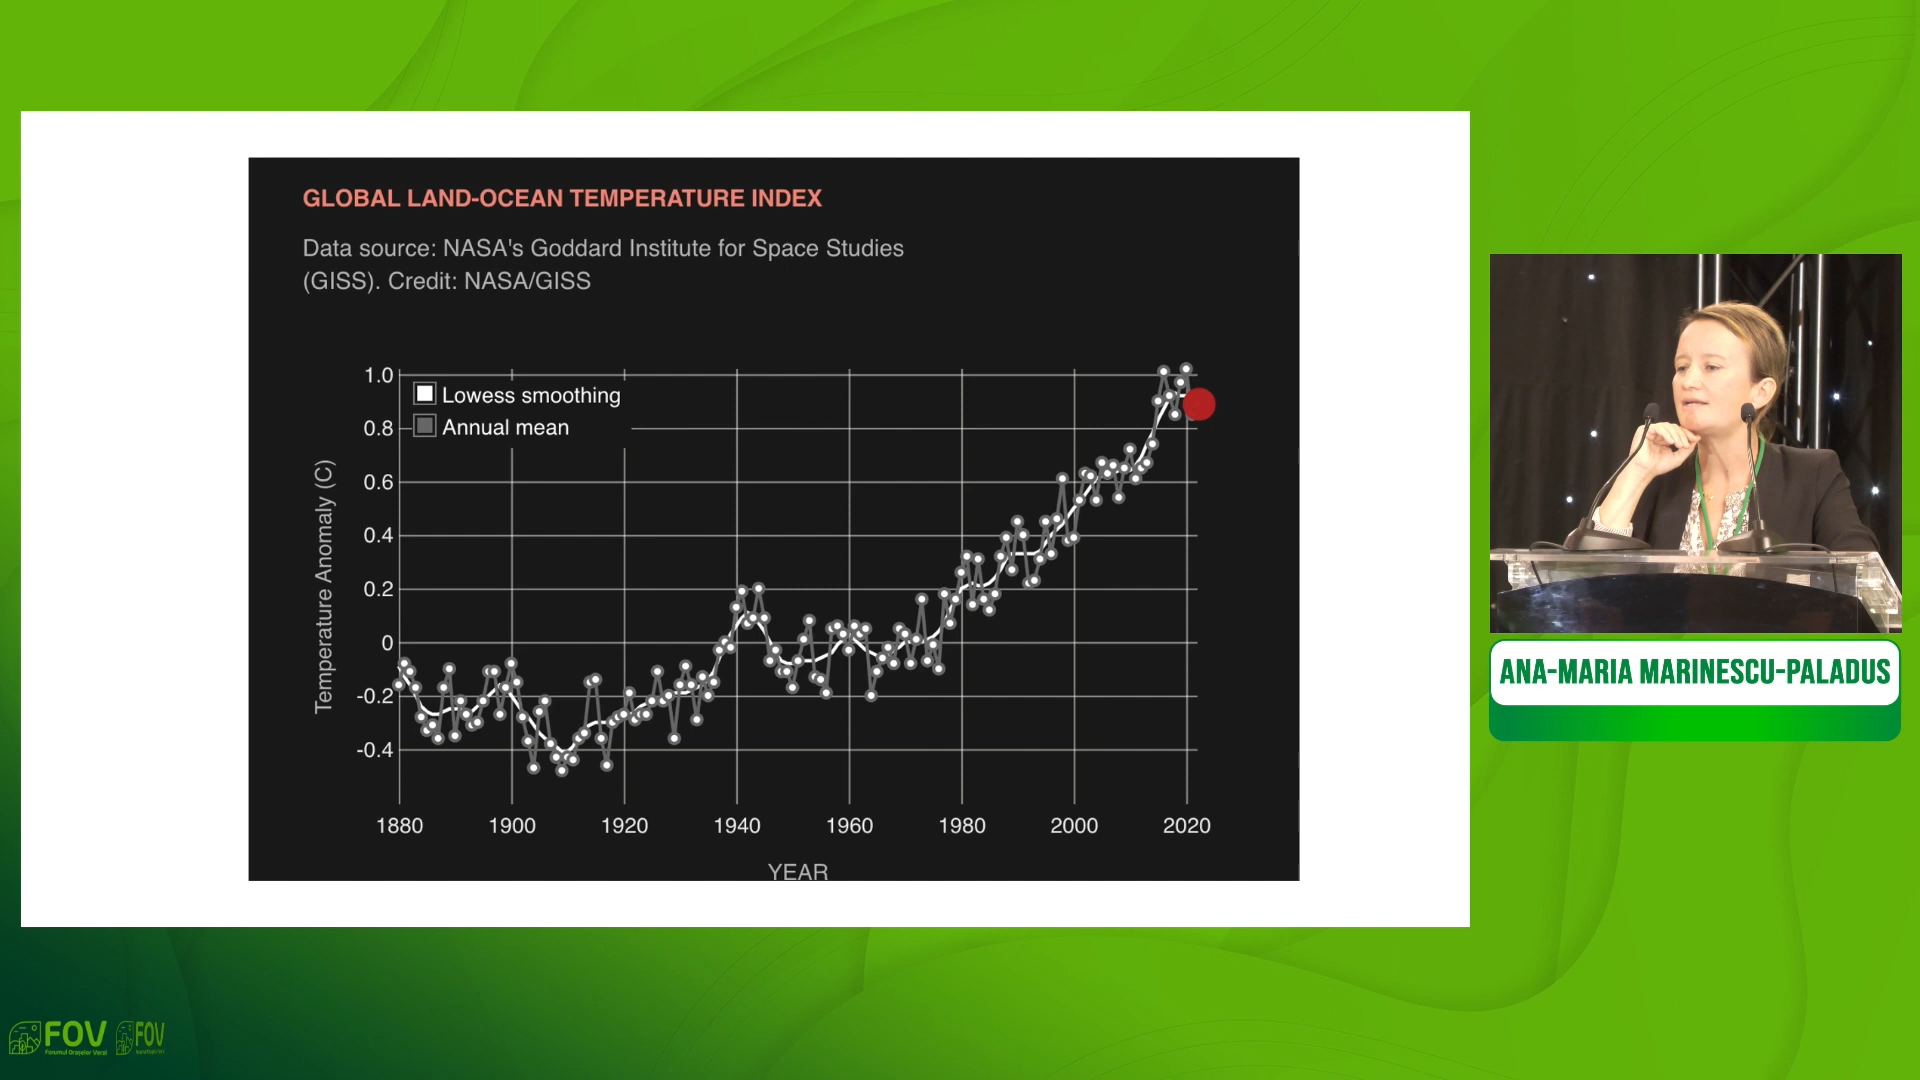 GLOBAL LAND-OCEAN TEMPERATURE INDEX
Data source: NASA's Goddard Institute for Space Studies
(GISS). Credit: NASA/GISS
1.0
0.8
0.6
0.4
0.2
0
-0.2
-0.4
Lowess smoothing
Annual mean
Temperature Anomaly (C)
1880 1900 1920 1940 1960 1980 2000 2020
YEAR
ANA-MARIA MARINESCU-PALADUS
FOV
Forumul Orașelor Verzi
FOV